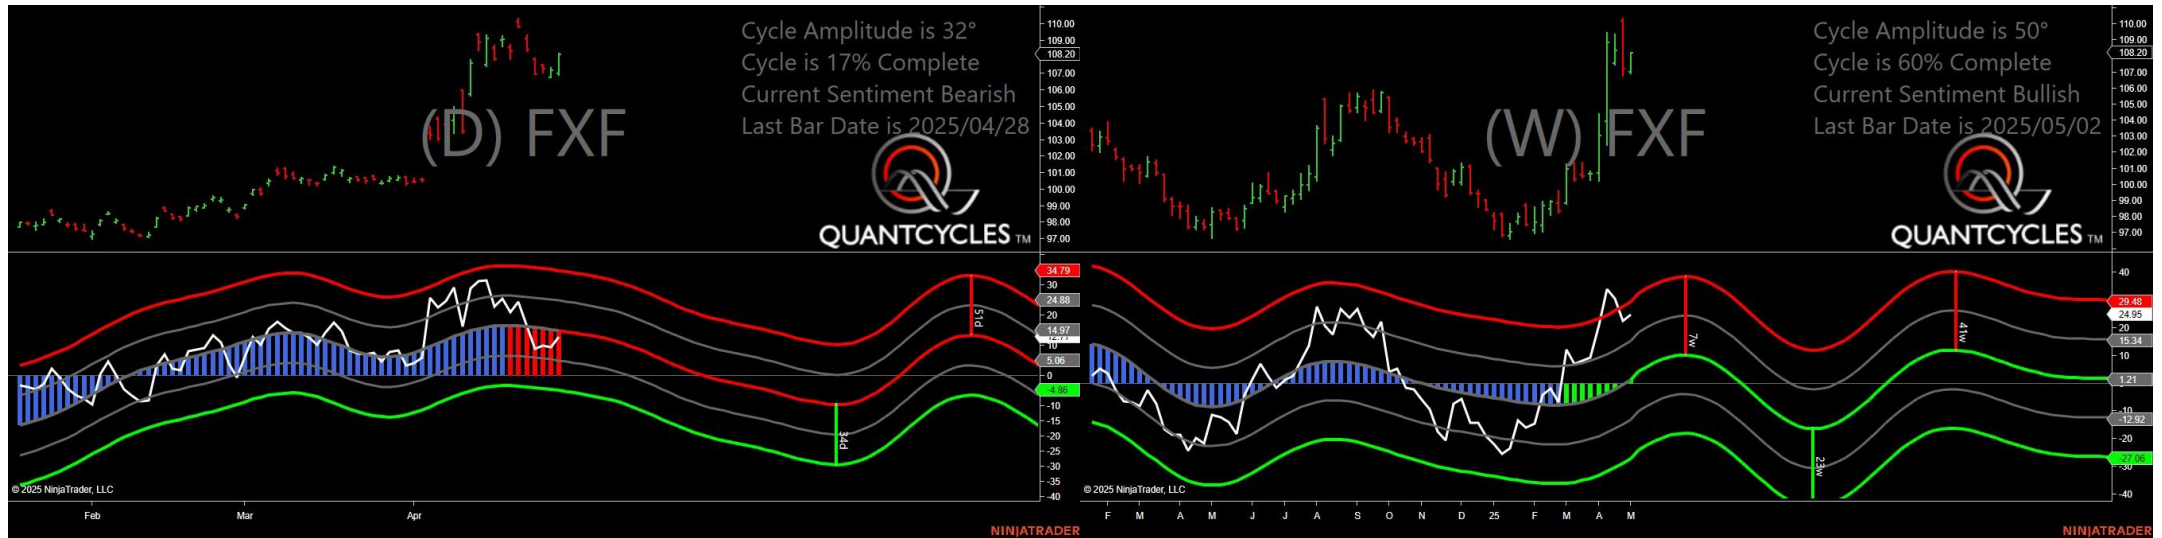 Cycle Amplitude is 32°
Cycle is 17% Complete
Current Sentiment Bearish
Last Bar Date is 2025/04/28
(D) FXF
QUANTCYCLES TM
110.00
109.00
108.20
107.00
106.00
105.00
104.00
103.00
102.00
101.00
100.00
99.00
98.00
97.00
34.79
30
24.88
20
14.97
12.77
10
5.06
0
-4.86
-10
-15
-20
-25
-30
-35
-40
51d
34d
© 2025 NinjaTrader, LLC
Feb Mar Apr
NINJATRADER
Cycle Amplitude is 50°
Cycle is 60% Complete
Current Sentiment Bullish
Last Bar Date is 2025/05/02
(W) FXF
QUANTCYCLES TM
110.00
109.00
108.20
107.00
106.00
105.00
104.00
103.00
102.00
101.00
100.00
99.00
98.00
97.00
40
29.48
24.95
20
15.34
10
1.21
-10
-12.92
-20
-27.06
-30
-40
7w
41w
23w
© 2025 NinjaTrader, LLC
F M A M J J A S O N D 25 F M A M
NINJATRADER